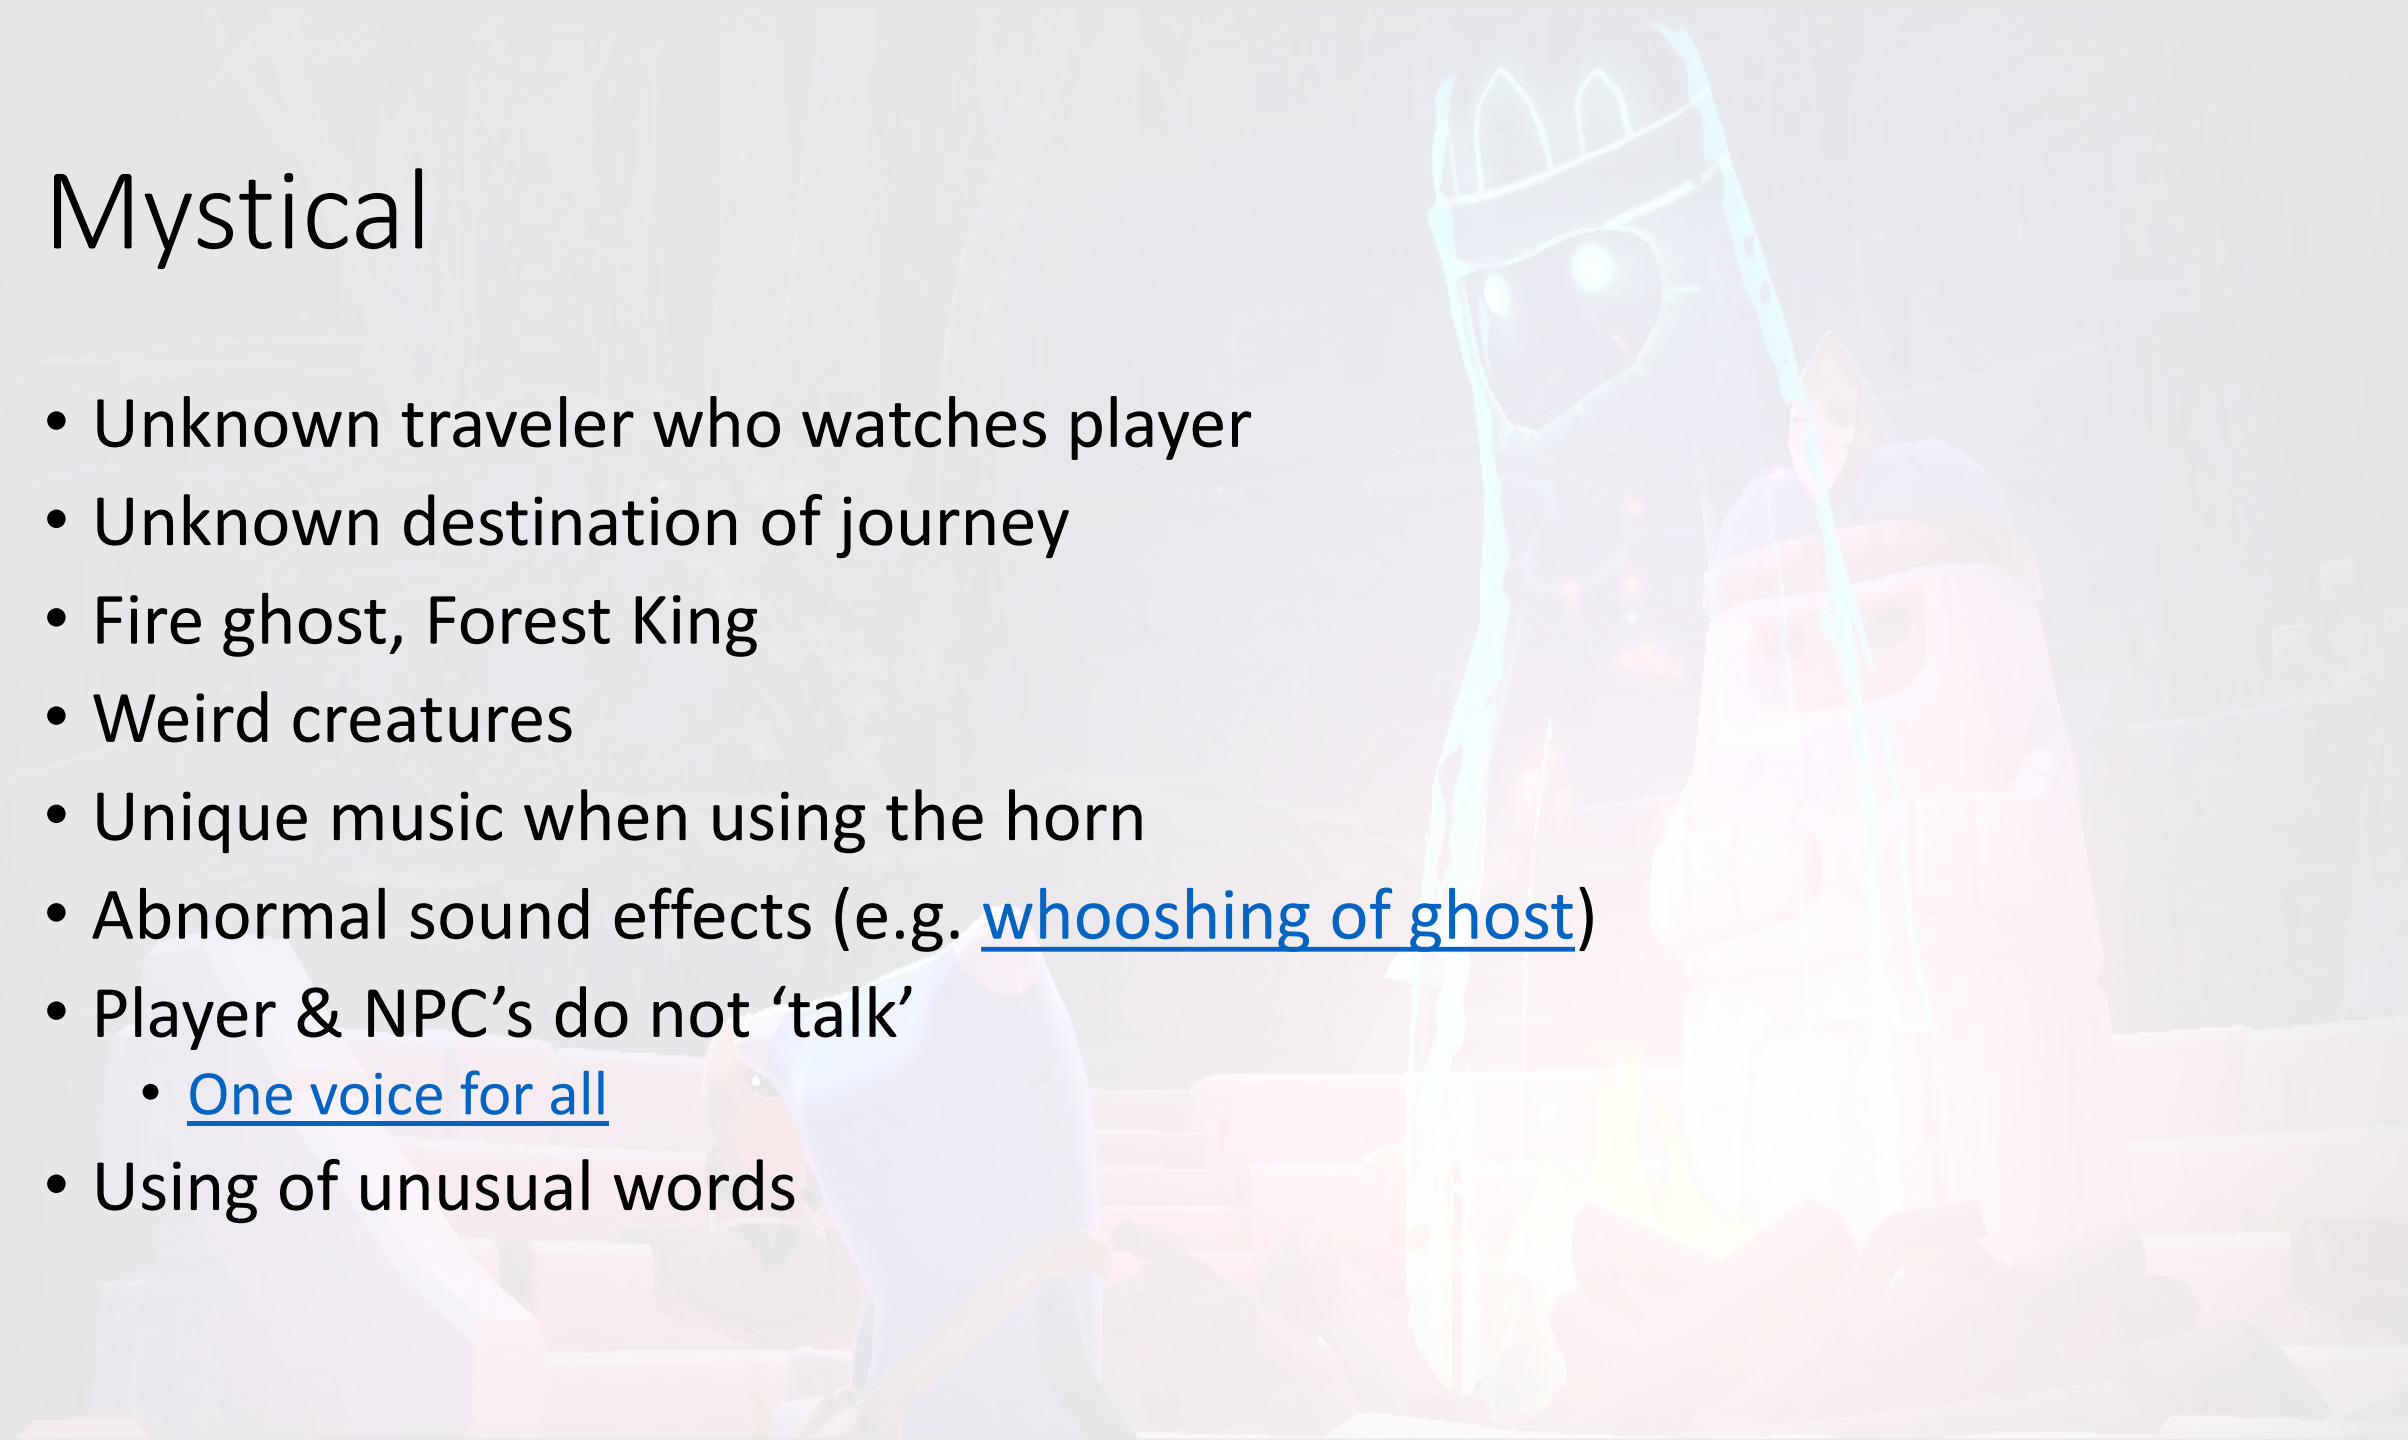 Mystical
• Unknown traveler who watches player
• Unknown destination of journey
• Fire ghost, Forest King
• Weird creatures
• Unique music when using the horn
• Abnormal sound effects (e.g. whooshing of ghost)
• Player & NPC’s do not ‘talk’
• One voice for all
• Using of unusual words